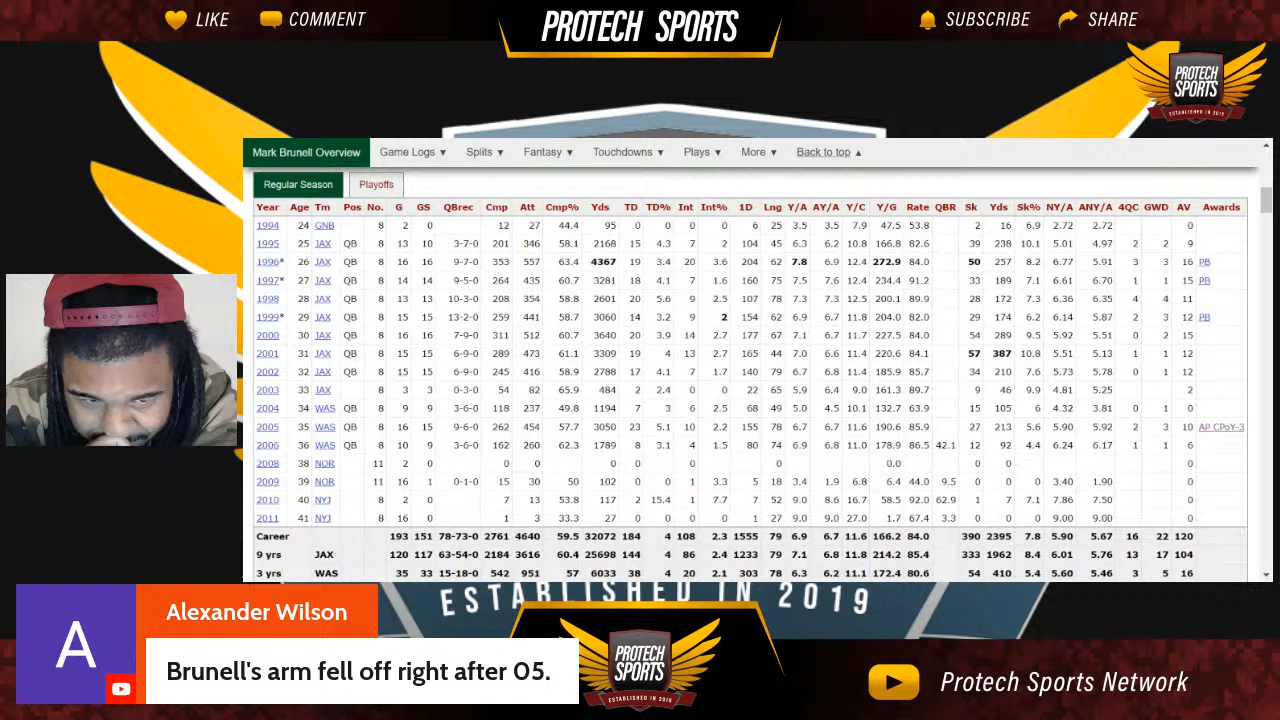 LIKE COMMENT PROTECH SPORTS SUBSCRIBE SHARE
PROTECH
SPORTS
ESTABLISHED IN 2019
Mark Brunell Overview Game Logs ▼ Splits ▼ Fantasy ▼ Touchdowns ▼ Plays ▼ More ▼ Back to top ▲
Regular Season Playoffs
Year Age Tm Pos No. G GS QBrec Cmp Att Cmp% Yds TD TD% Int Int% 1D Lng Y/A AY/A Y/C Y/G Rate QBR Sk Yds Sk% NY/A ANY/A 4QC GWD AV Awards
1994 24 GNB 8 2 0 12 27 44.4 95 0 0 0 0 6 25 3.5 3.5 7.9 47.5 53.8 2 16 6.9 2.72 2.72 0
1995 25 JAX QB 8 13 10 3-7-0 201 346 58.1 2168 15 4.3 7 2 104 45 6.3 6.2 10.8 166.8 82.6 39 238 10.1 5.01 4.97 2 2 9
1996* 26 JAX QB 8 16 16 9-7-0 353 557 63.4 4367 19 3.4 20 3.6 204 62 7.8 6.9 12.4 272.9 84.0 50 257 8.2 6.77 5.91 3 3 16 PB
1997* 27 JAX QB 8 14 14 9-5-0 264 435 60.7 3281 18 4.1 7 1.6 160 75 7.5 7.6 12.4 234.4 91.2 33 189 7.1 6.61 6.70 1 1 15 PB
1998 28 JAX QB 8 13 13 10-3-0 208 354 58.8 2601 20 5.6 9 2.5 107 78 7.3 7.3 12.5 200.1 89.9 28 172 7.3 6.36 6.35 4 4 11
1999* 29 JAX QB 8 15 15 13-2-0 259 441 58.7 3060 14 3.2 9 2 154 62 6.9 6.7 11.8 204.0 82.0 29 174 6.2 6.14 5.87 2 3 12 PB
2000 30 JAX QB 8 16 16 7-9-0 311 512 60.7 3640 20 3.9 14 2.7 177 67 7.1 6.7 11.7 227.5 84.0 54 289 9.5 5.92 5.51 0 2 15
2001 31 JAX QB 8 15 15 6-9-0 289 473 61.1 3309 19 4 13 2.7 165 44 7.0 6.6 11.4 220.6 84.1 57 387 10.8 5.51 5.13 1 1 12
2002 32 JAX QB 8 15 15 6-9-0 245 416 58.9 2788 17 4.1 7 1.7 140 79 6.7 6.8 11.4 185.9 85.7 34 210 7.6 5.73 5.78 0 1 12
2003 33 JAX 8 3 3 0-3-0 54 82 65.9 484 2 2.4 0 0 22 65 5.9 6.4 9.0 161.3 89.7 9 46 9.9 4.81 5.25 2
2004 34 WAS QB 8 9 9 3-6-0 118 237 49.8 1194 7 3 6 2.5 68 49 5.0 4.5 10.1 132.7 63.9 15 105 6 4.32 3.81 0 1 0
2005 35 WAS QB 8 16 15 9-6-0 262 454 57.7 3050 23 5.1 10 2.2 155 78 6.7 6.7 11.6 190.6 85.9 27 213 5.6 5.90 5.92 2 3 10 AP CPoY-3
2006 36 WAS QB 8 10 9 3-6-0 162 260 62.3 1789 8 3.1 4 1.5 80 74 6.9 6.8 11.0 178.9 86.5 42.1 12 92 4.4 6.24 6.17 1 1 6
2008 38 NOR 11 2 0 0 0 0 0 0 0 0.0 0 0 0
2009 39 NOR 11 16 1 0-1-0 15 30 50 102 0 0 1 3.3 5 18 3.4 1.9 6.8 6.4 44.0 9.5 0 0 0 3.40 1.90 0
2010 40 NYJ 8 2 0 7 13 53.8 117 2 15.4 1 7.7 7 52 9.0 8.6 16.7 58.5 92.0 62.9 1 7 7.1 7.86 7.50 0
2011 41 NYJ 8 16 0 1 3 33.3 27 0 0 0 0 1 27 9.0 9.0 27.0 1.7 67.4 3.3 0 0 0 9.00 9.00 0
Career 193 151 78-73-0 2761 4640 59.5 32072 184 4 108 2.3 1555 79 6.9 6.7 11.6 166.2 84.0 390 2395 7.8 5.90 5.67 16 22 120
9 yrs JAX 120 117 63-54-0 2184 3616 60.4 25698 144 4 86 2.4 1233 79 7.1 6.8 11.8 214.2 85.4 333 1962 8.4 6.01 5.76 13 17 104
3 yrs WAS 35 33 15-18-0 542 951 57 6033 38 4 20 2.1 303 78 6.3 6.2 11.1 172.4 80.6 54 410 5.4 5.60 5.46 3 5 16
ESTABLISHED IN 2019
A
Alexander Wilson
Brunell's arm fell off right after 05.
PROTECH
SPORTS
ESTABLISHED IN 2019
Protech Sports Network